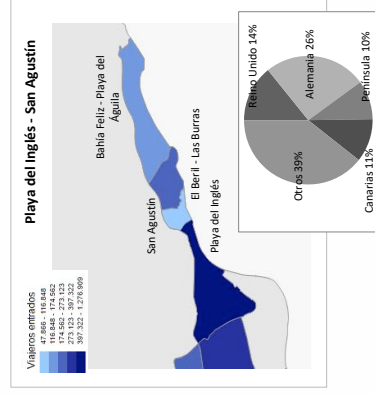 Playa del Inglés - San Agustín
Viajeros entrados
47.866 - 116.848
116.848 - 174.562
174.562 - 273.123
273.123 - 397.322
397.322 - 1.276.909
Bahia Feliz - Playa del
Águila
San Agustín
El Beril - Las Burras
Playa del Inglés
Reino Unido 14%
Alemania 26%
Otros 39%
Península 10%
Canarias 11%